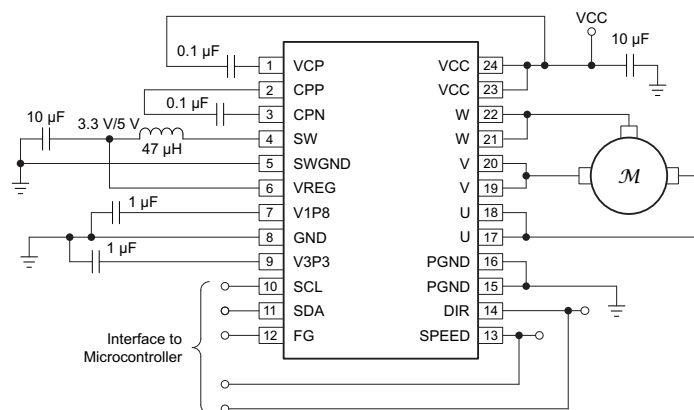 VCC
0.1 µF
10 µF
1 VCP VCC 24
2 CPP VCC 23
0.1 µF
10 µF
3.3 V/5 V
3 CPN W 22
47 µH
4 SW W 21
5 SWGND V 20
M
6 VREG V 19
1 µF
7 V1P8 U 18
8 GND U 17
1 µF
9 V3P3 PGND 16
10 SCL PGND 15
11 SDA DIR 14
12 FG SPEED 13
Interface to
Microcontroller